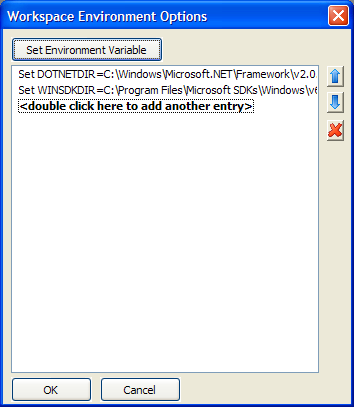 Workspace Environment Options
Set Environment Variable
Set DOTNETDIR=C:\Windows\Microsoft.NET\Framework\v2.0
Set WINSDKDIR=C:\Program Files\Microsoft SDKs\Windows\v6
<double click here to add another entry>
OK
Cancel